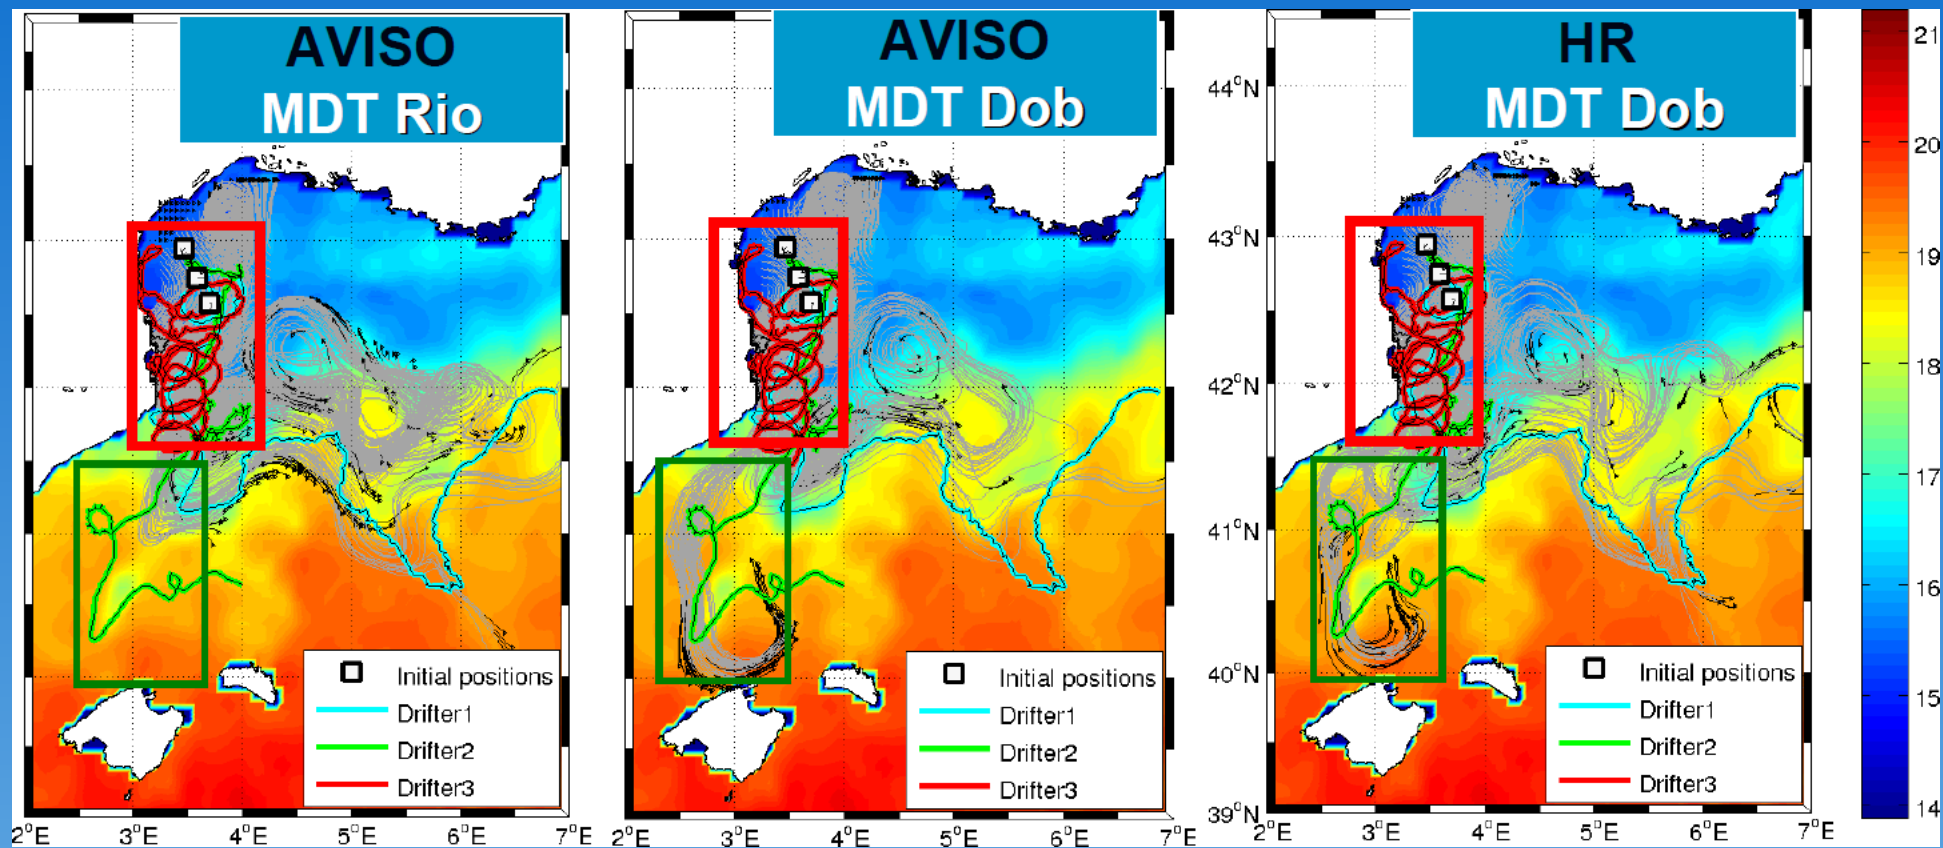 AVISO
MDT Rio
AVISO
MDT Dob
HR
MDT Dob
44°N
43°N
42°N
41°N
40°N
39°N
Initial positions
Drifter1
Drifter2
Drifter3
Initial positions
Drifter1
Drifter2
Drifter3
Initial positions
Drifter1
Drifter2
Drifter3
2°E 3°E 4°E 5°E 6°E 7°E
2°E 3°E 4°E 5°E 6°E 7°E
2°E 3°E 4°E 5°E 6°E 7°E
21
20
19
18
17
16
15
14